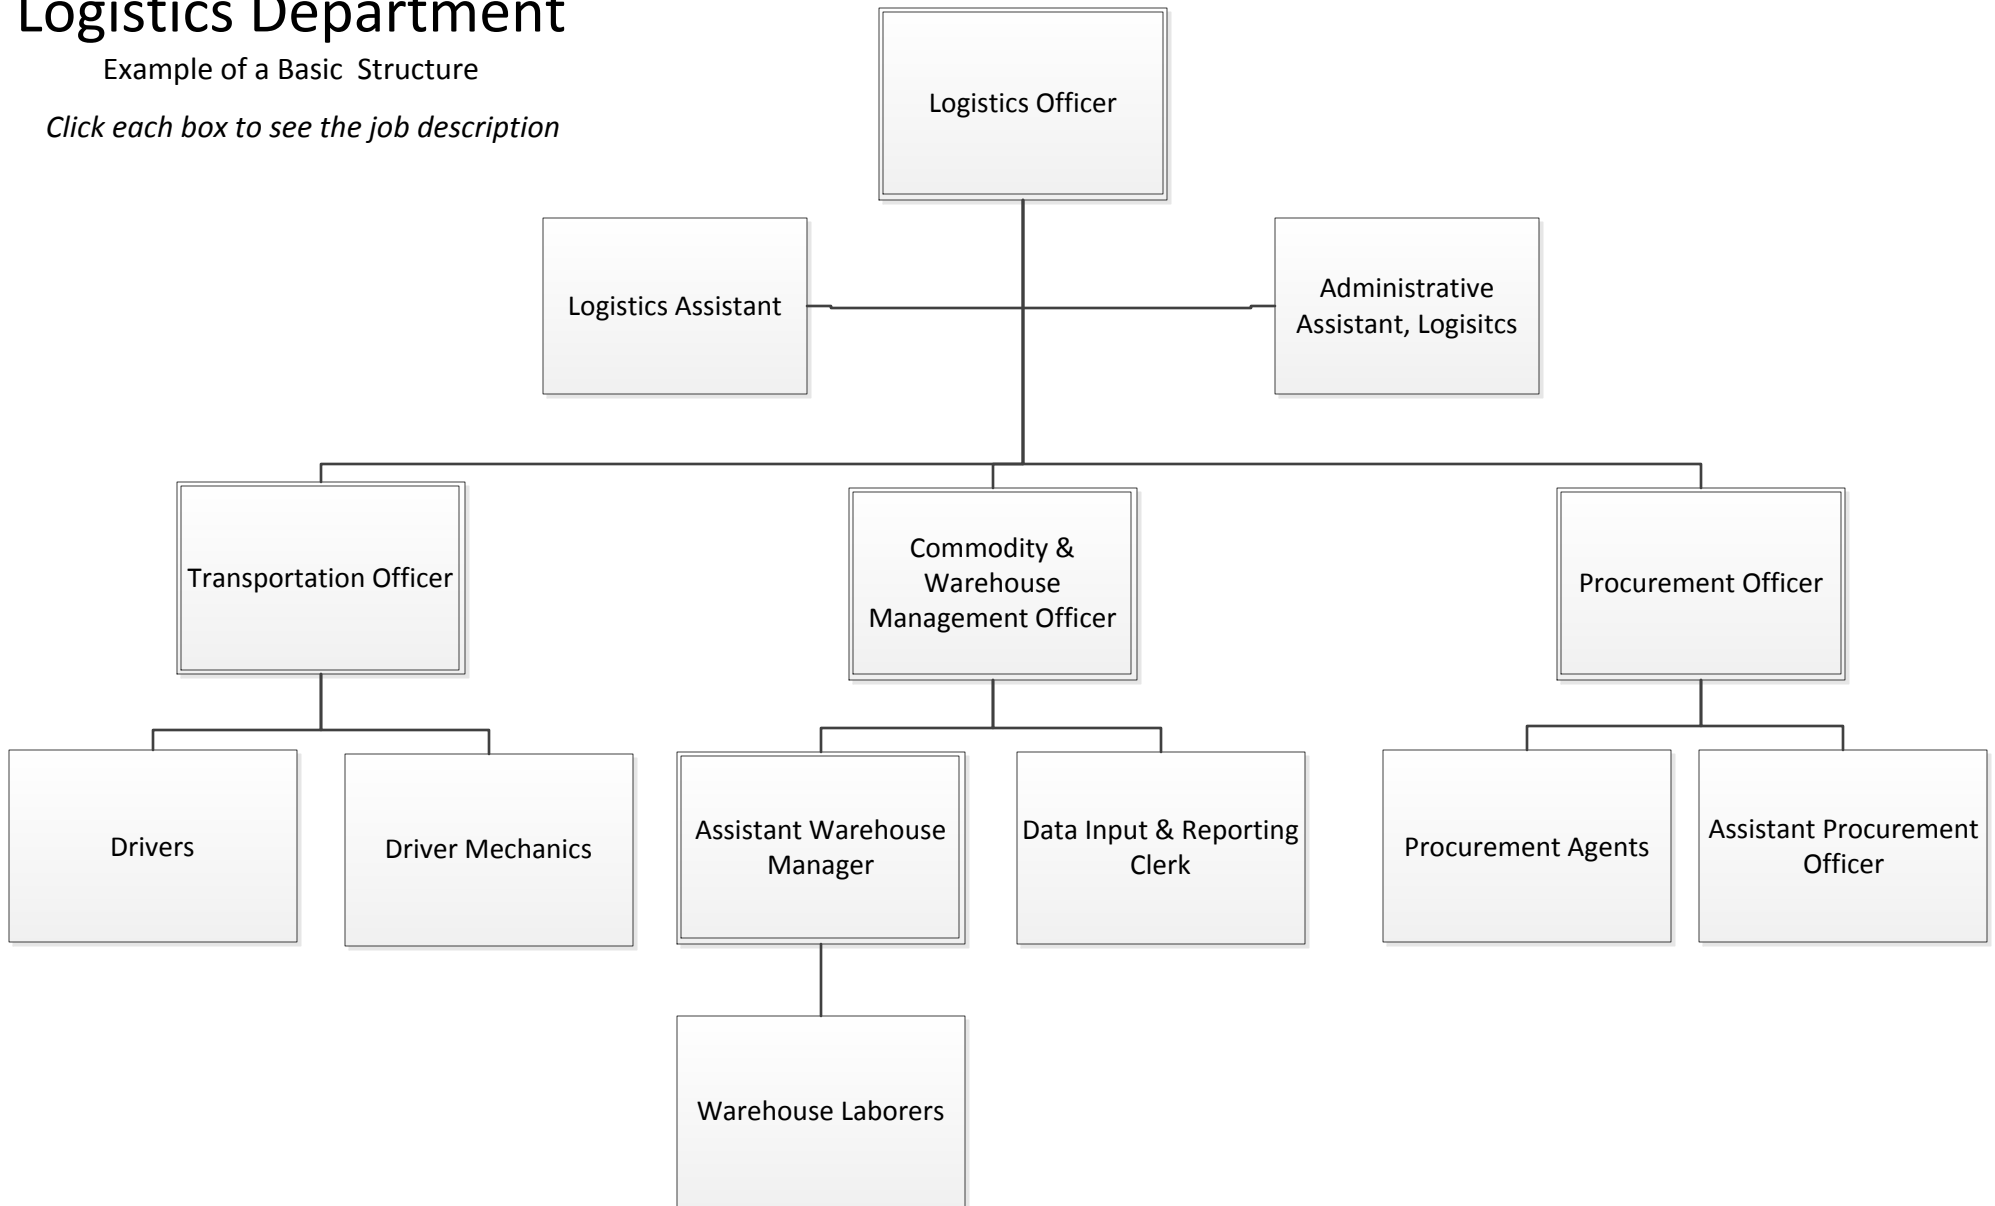 Logistics Department
Example of a Basic  Structure
Click each box to see the job description
Logistics Officer
Logistics Assistant
Administrative
Assistant, Logisitcs
Transportation Officer
Commodity &
Warehouse
Management Officer
Procurement Officer
Drivers
Driver Mechanics
Assistant Warehouse
Manager
Data Input & Reporting
Clerk
Procurement Agents
Assistant Procurement
Officer
Warehouse Laborers